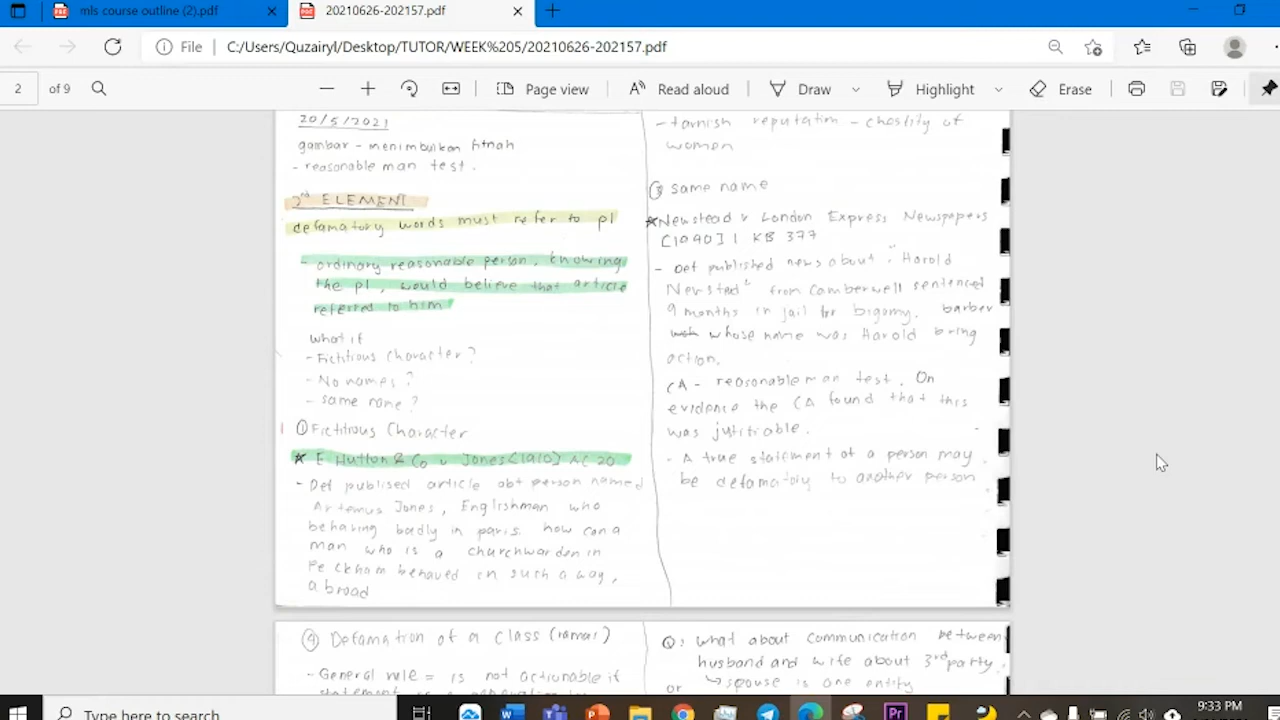 mls course outline (2).pdf
20210626-202157.pdf
File
C:/Users/Quzairyl/Desktop/TUTOR/WEEK%205/20210626-202157.pdf
2 of 9
Page view
Read aloud
Draw
Highlight
Erase
20/5/2021
gambar - menimbulkan fitnah
- reasonable man test.
2nd ELEMENT
defamatory words must refer to pl
- ordinary reasonable person, knowing
the pl, would believe that article
refested to him
what if
- Fictitious character?
- No names?
- same name?
① Fictitious Character
★ E Hutton & Co v Jones [1910] AC 20
- Def publised article abt person named
Artemus Jones, Englishman who
behaving badly in paris. how can a
man who is a churchwarden in
Peckham behaved in such a way,
abroad
- tarnish reputation - chastity of
women
③ same name
★ Newstead v London Express Newspapers
[1940] 1 KB 377
- Def published news about "Harold
Newsted" from Camberwell sentenced
9 months in jail for bigamy. barber
whose name was Harold bring
action.
CA - reasonable man test. On
evidence the CA found that this
was justifiable.
- A true statement of a person may
be defamatory to another person
④ Defamation of a class (ramai)
- General rule = is not actionable if
Q: what about communication between
husband and wife about 3rd party.
↳ spouse is one entity
or
Type here to search
9:33 PM